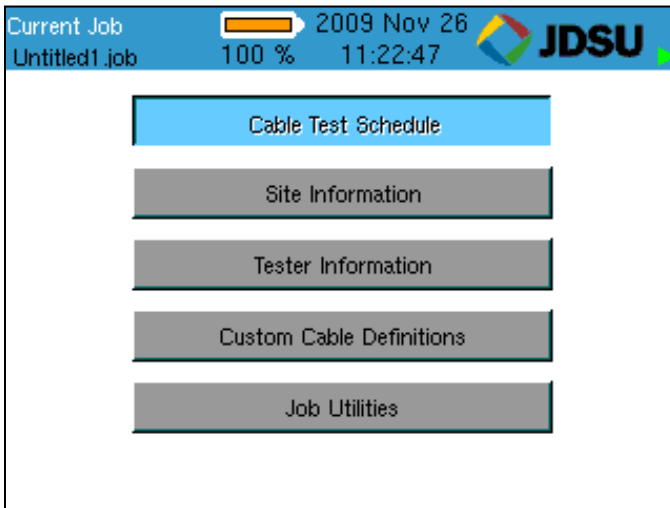 Current Job
2009 Nov 26
JDSU
Untitled1.job
100 %
11:22:47
Cable Test Schedule
Site Information
Tester Information
Custom Cable Definitions
Job Utilities